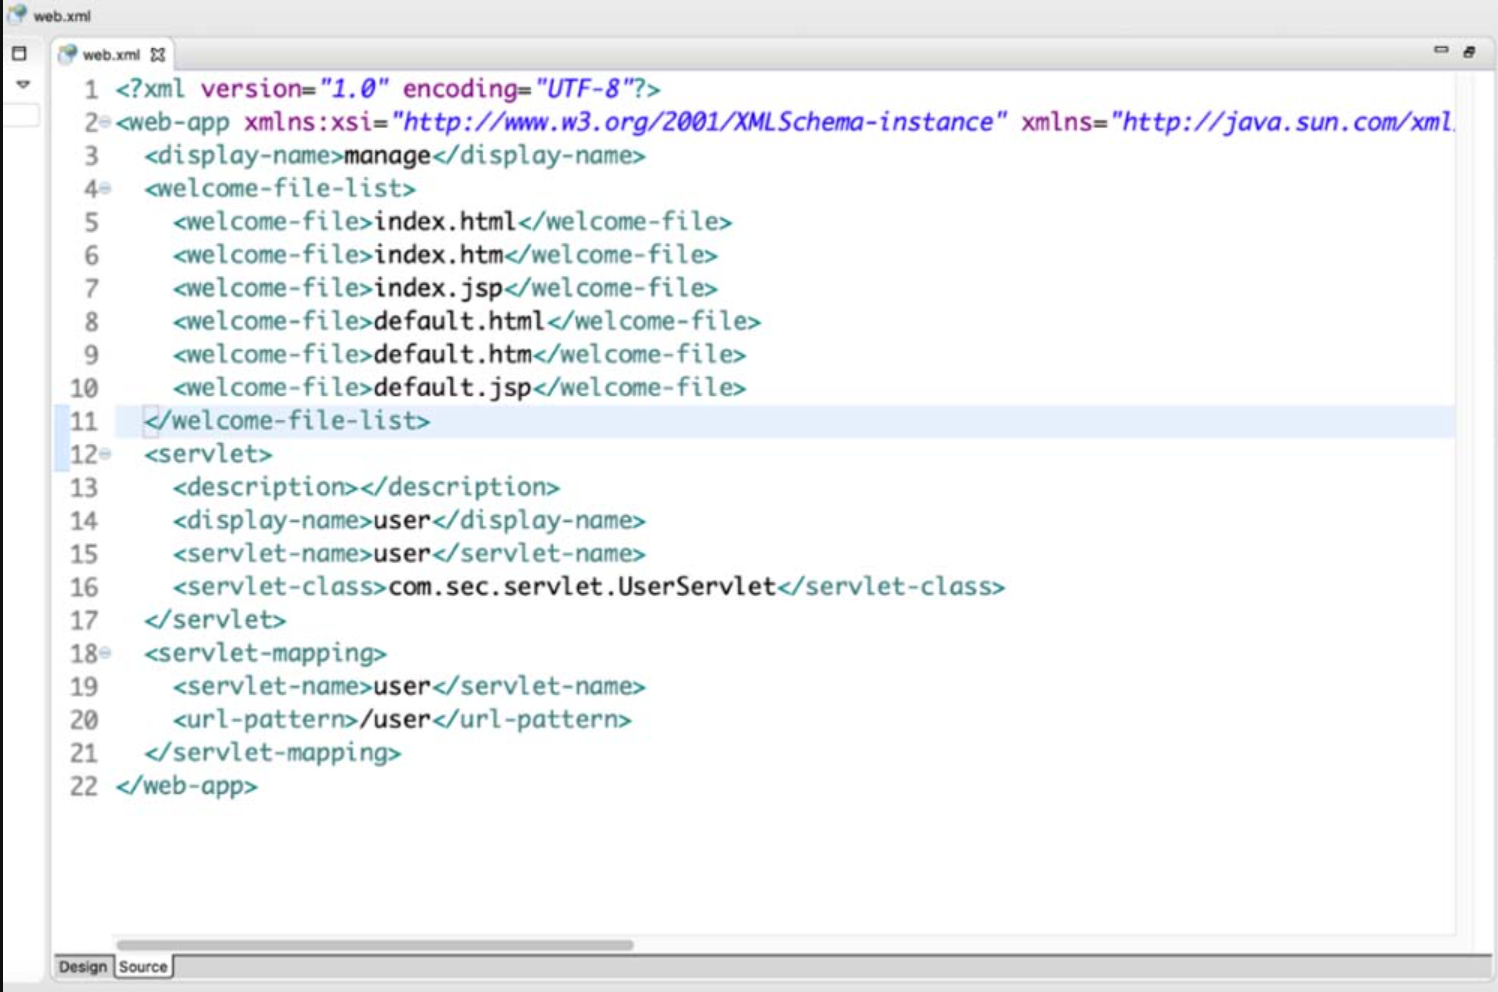 web.xml
web.xml
1 <?xml version="1.0" encoding="UTF-8"?>
2 <web-app xmlns:xsi="http://www.w3.org/2001/XMLSchema-instance" xmlns="http://java.sun.com/xml
3 <display-name>manage</display-name>
4 <welcome-file-list>
5 <welcome-file>index.html</welcome-file>
6 <welcome-file>index.htm</welcome-file>
7 <welcome-file>index.jsp</welcome-file>
8 <welcome-file>default.html</welcome-file>
9 <welcome-file>default.htm</welcome-file>
10 <welcome-file>default.jsp</welcome-file>
11 </welcome-file-list>
12 <servlet>
13 <description></description>
14 <display-name>user</display-name>
15 <servlet-name>user</servlet-name>
16 <servlet-class>com.sec.servlet.UserServlet</servlet-class>
17 </servlet>
18 <servlet-mapping>
19 <servlet-name>user</servlet-name>
20 <url-pattern>/user</url-pattern>
21 </servlet-mapping>
22 </web-app>
Design Source